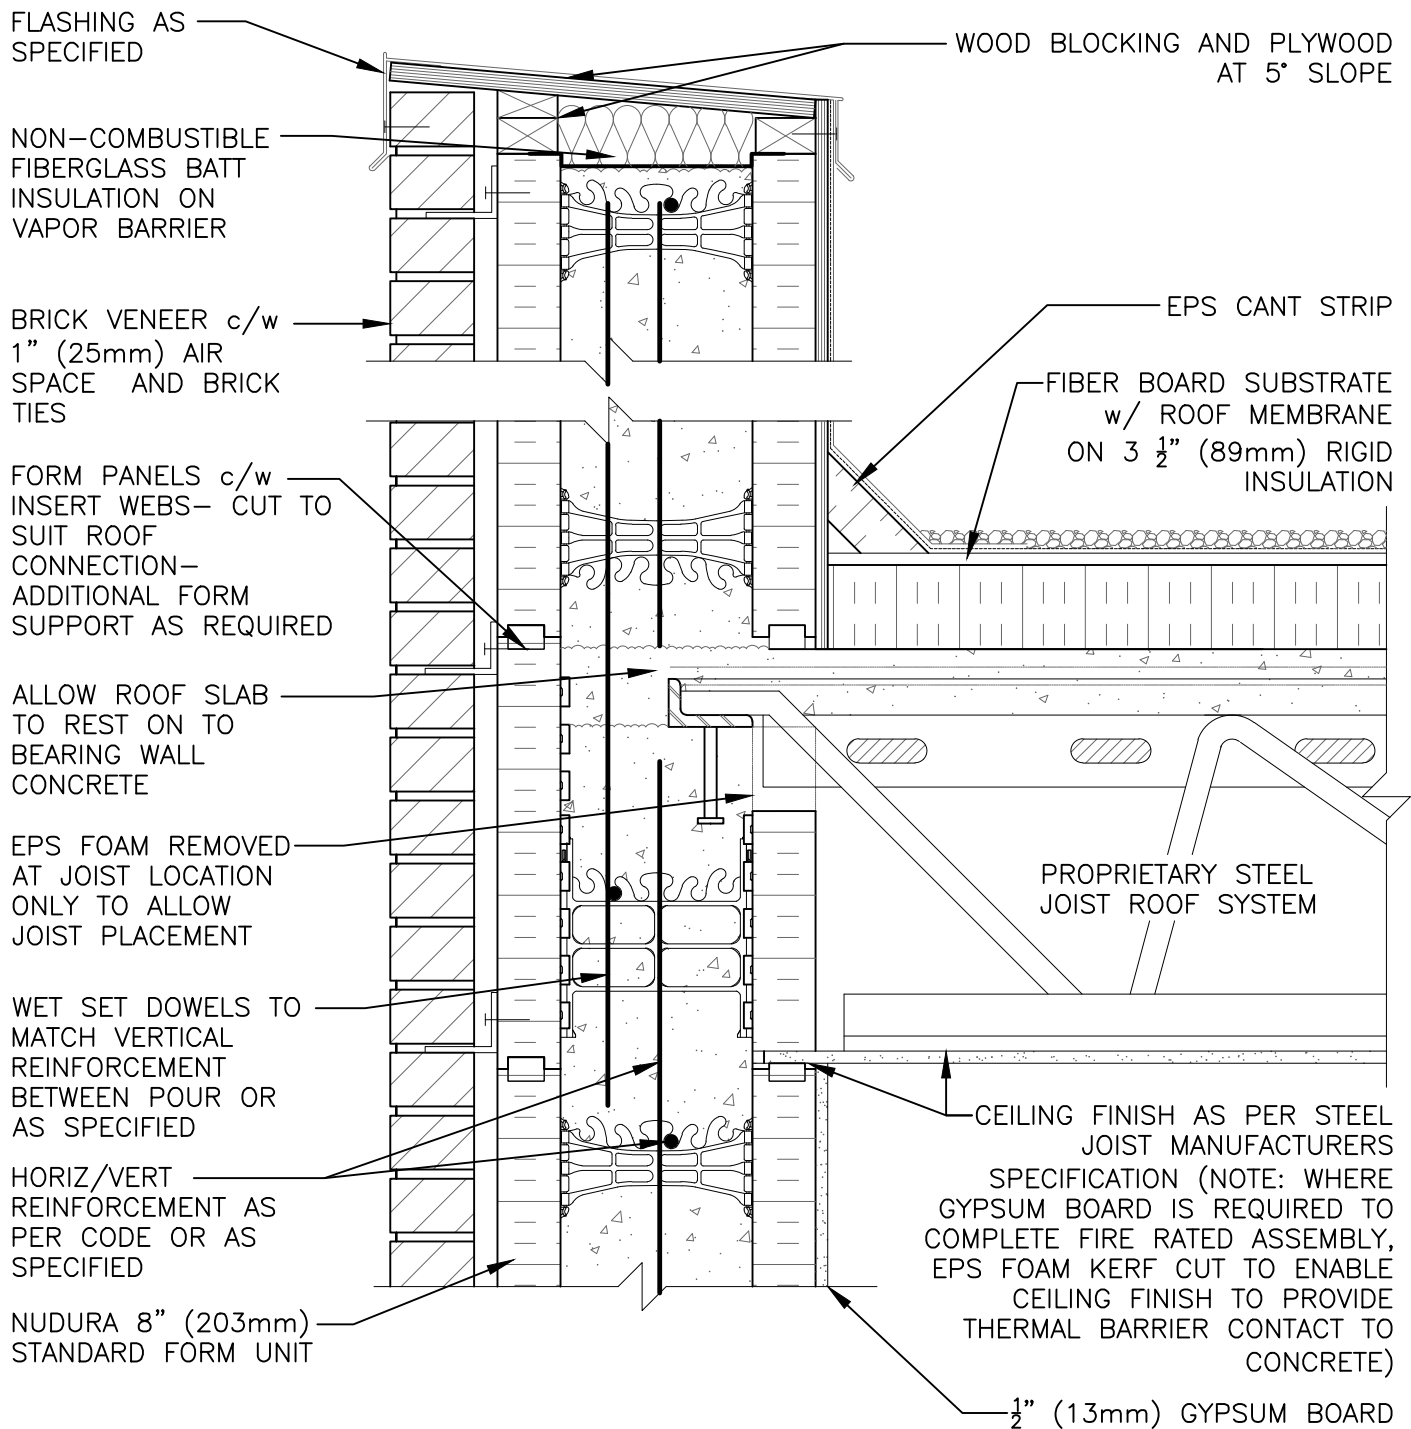 FLASHING AS
SPECIFIED
WOOD BLOCKING AND PLYWOOD
AT 5° SLOPE
NON-COMBUSTIBLE
FIBERGLASS BATT
INSULATION ON
VAPOR BARRIER
BRICK VENEER c/w
1" (25mm) AIR
SPACE AND BRICK
TIES
EPS CANT STRIP
FIBER BOARD SUBSTRATE
w/ ROOF MEMBRANE
ON 3 1/2" (89mm) RIGID
INSULATION
FORM PANELS c/w
INSERT WEBS- CUT TO
SUIT ROOF
CONNECTION-
ADDITIONAL FORM
SUPPORT AS REQUIRED
ALLOW ROOF SLAB
TO REST ON TO
BEARING WALL
CONCRETE
EPS FOAM REMOVED
AT JOIST LOCATION
ONLY TO ALLOW
JOIST PLACEMENT
PROPRIETARY STEEL
JOIST ROOF SYSTEM
WET SET DOWELS TO
MATCH VERTICAL
REINFORCEMENT
BETWEEN POUR OR
AS SPECIFIED
HORIZ/VERT
REINFORCEMENT AS
PER CODE OR AS
SPECIFIED
NUDURA 8" (203mm)
STANDARD FORM UNIT
CEILING FINISH AS PER STEEL
JOIST MANUFACTURERS
SPECIFICATION (NOTE: WHERE
GYPSUM BOARD IS REQUIRED TO
COMPLETE FIRE RATED ASSEMBLY,
EPS FOAM KERF CUT TO ENABLE
CEILING FINISH TO PROVIDE
THERMAL BARRIER CONTACT TO
CONCRETE)
1/2" (13mm) GYPSUM BOARD